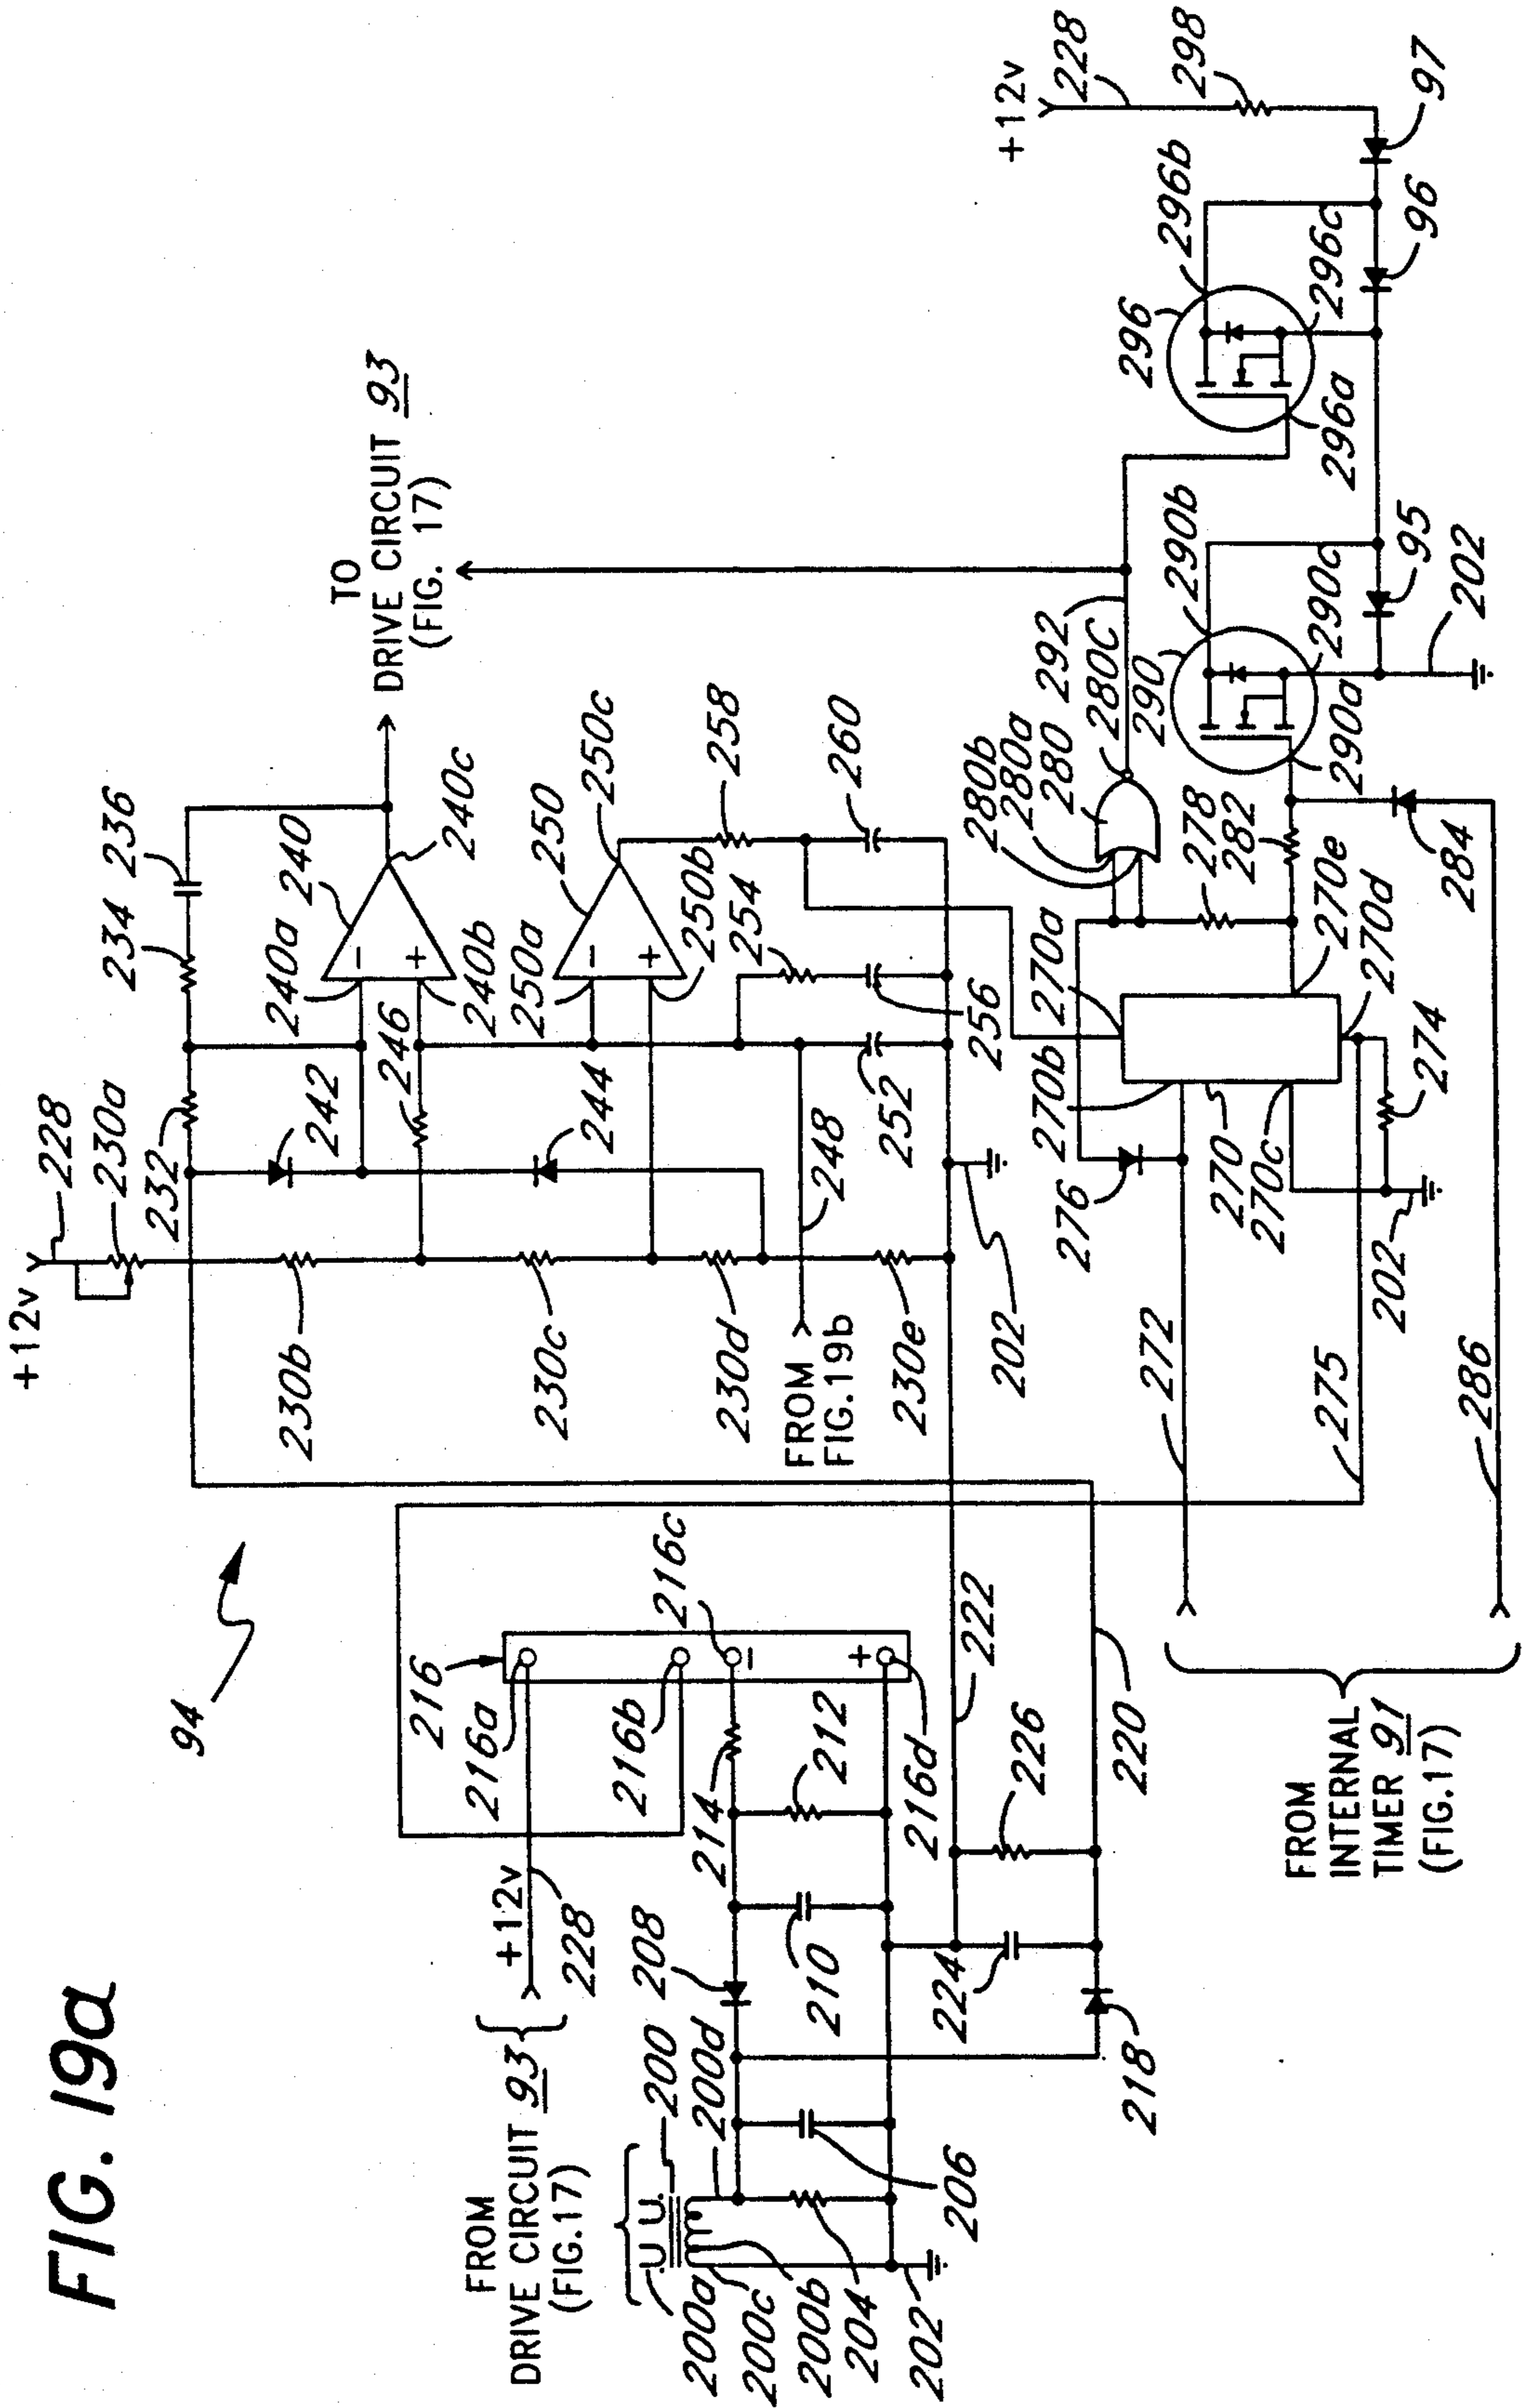 FIG. 19a
94
+12v
228
230a
232
230b
230c
230d
230e
FROM
FIG.19b
248
202
234
236
240a
240
240b
240c
242
246
244
TO
DRIVE CIRCUIT 93
(FIG. 17)
250a
250
250b
250c
252
254
256
258
260
FROM
DRIVE CIRCUIT 93
(FIG.17)
+12v
228
216
216a
216b
216c
216d
−
+
214
212
208
210
200
200a
200b
200c
200d
202
204
206
218
220
222
224
226
FROM
INTERNAL
TIMER 91
(FIG.17)
272
275
286
276
270
270a
270b
270c
270d
270e
274
202
278
282
284
280
280a
280b
280C
292
290
290a
290b
290c
95
202
296
296a
296b
296c
96
97
+12v
228
298
−
+
−
+